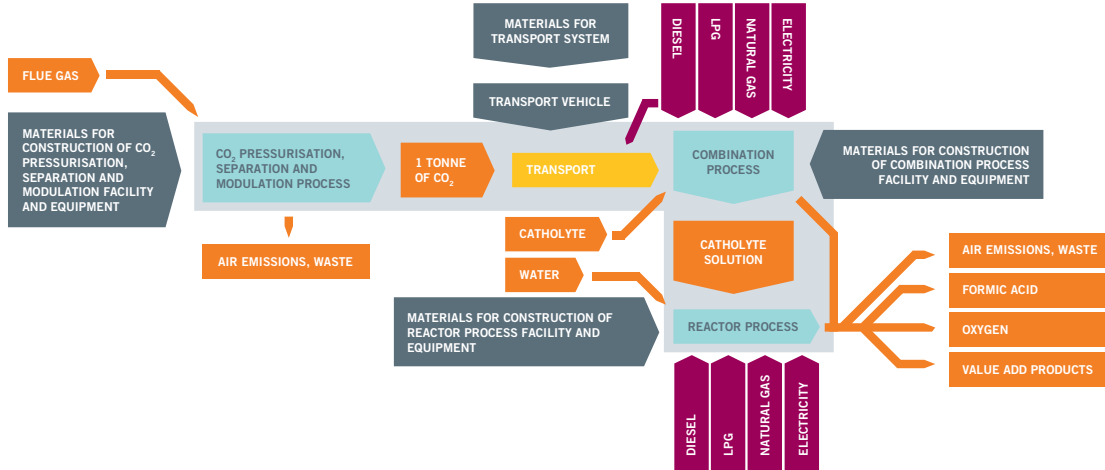 FLUE GAS
MATERIALS FOR
CONSTRUCTION OF CO₂
PRESSURISATION,
SEPARATION AND
MODULATION FACILITY
AND EQUIPMENT
CO₂ PRESSURISATION,
SEPARATION AND
MODULATION PROCESS
AIR EMISSIONS, WASTE
1 TONNE
OF CO₂
MATERIALS FOR
TRANSPORT SYSTEM
TRANSPORT VEHICLE
TRANSPORT
DIESEL
LPG
NATURAL GAS
ELECTRICITY
COMBINATION
PROCESS
MATERIALS FOR CONSTRUCTION
OF COMBINATION PROCESS
FACILITY AND EQUIPMENT
CATHOLYTE
WATER
CATHOLYTE
SOLUTION
MATERIALS FOR CONSTRUCTION OF
REACTOR PROCESS FACILITY AND
EQUIPMENT
REACTOR PROCESS
DIESEL
LPG
NATURAL GAS
ELECTRICITY
AIR EMISSIONS, WASTE
FORMIC ACID
OXYGEN
VALUE ADD PRODUCTS